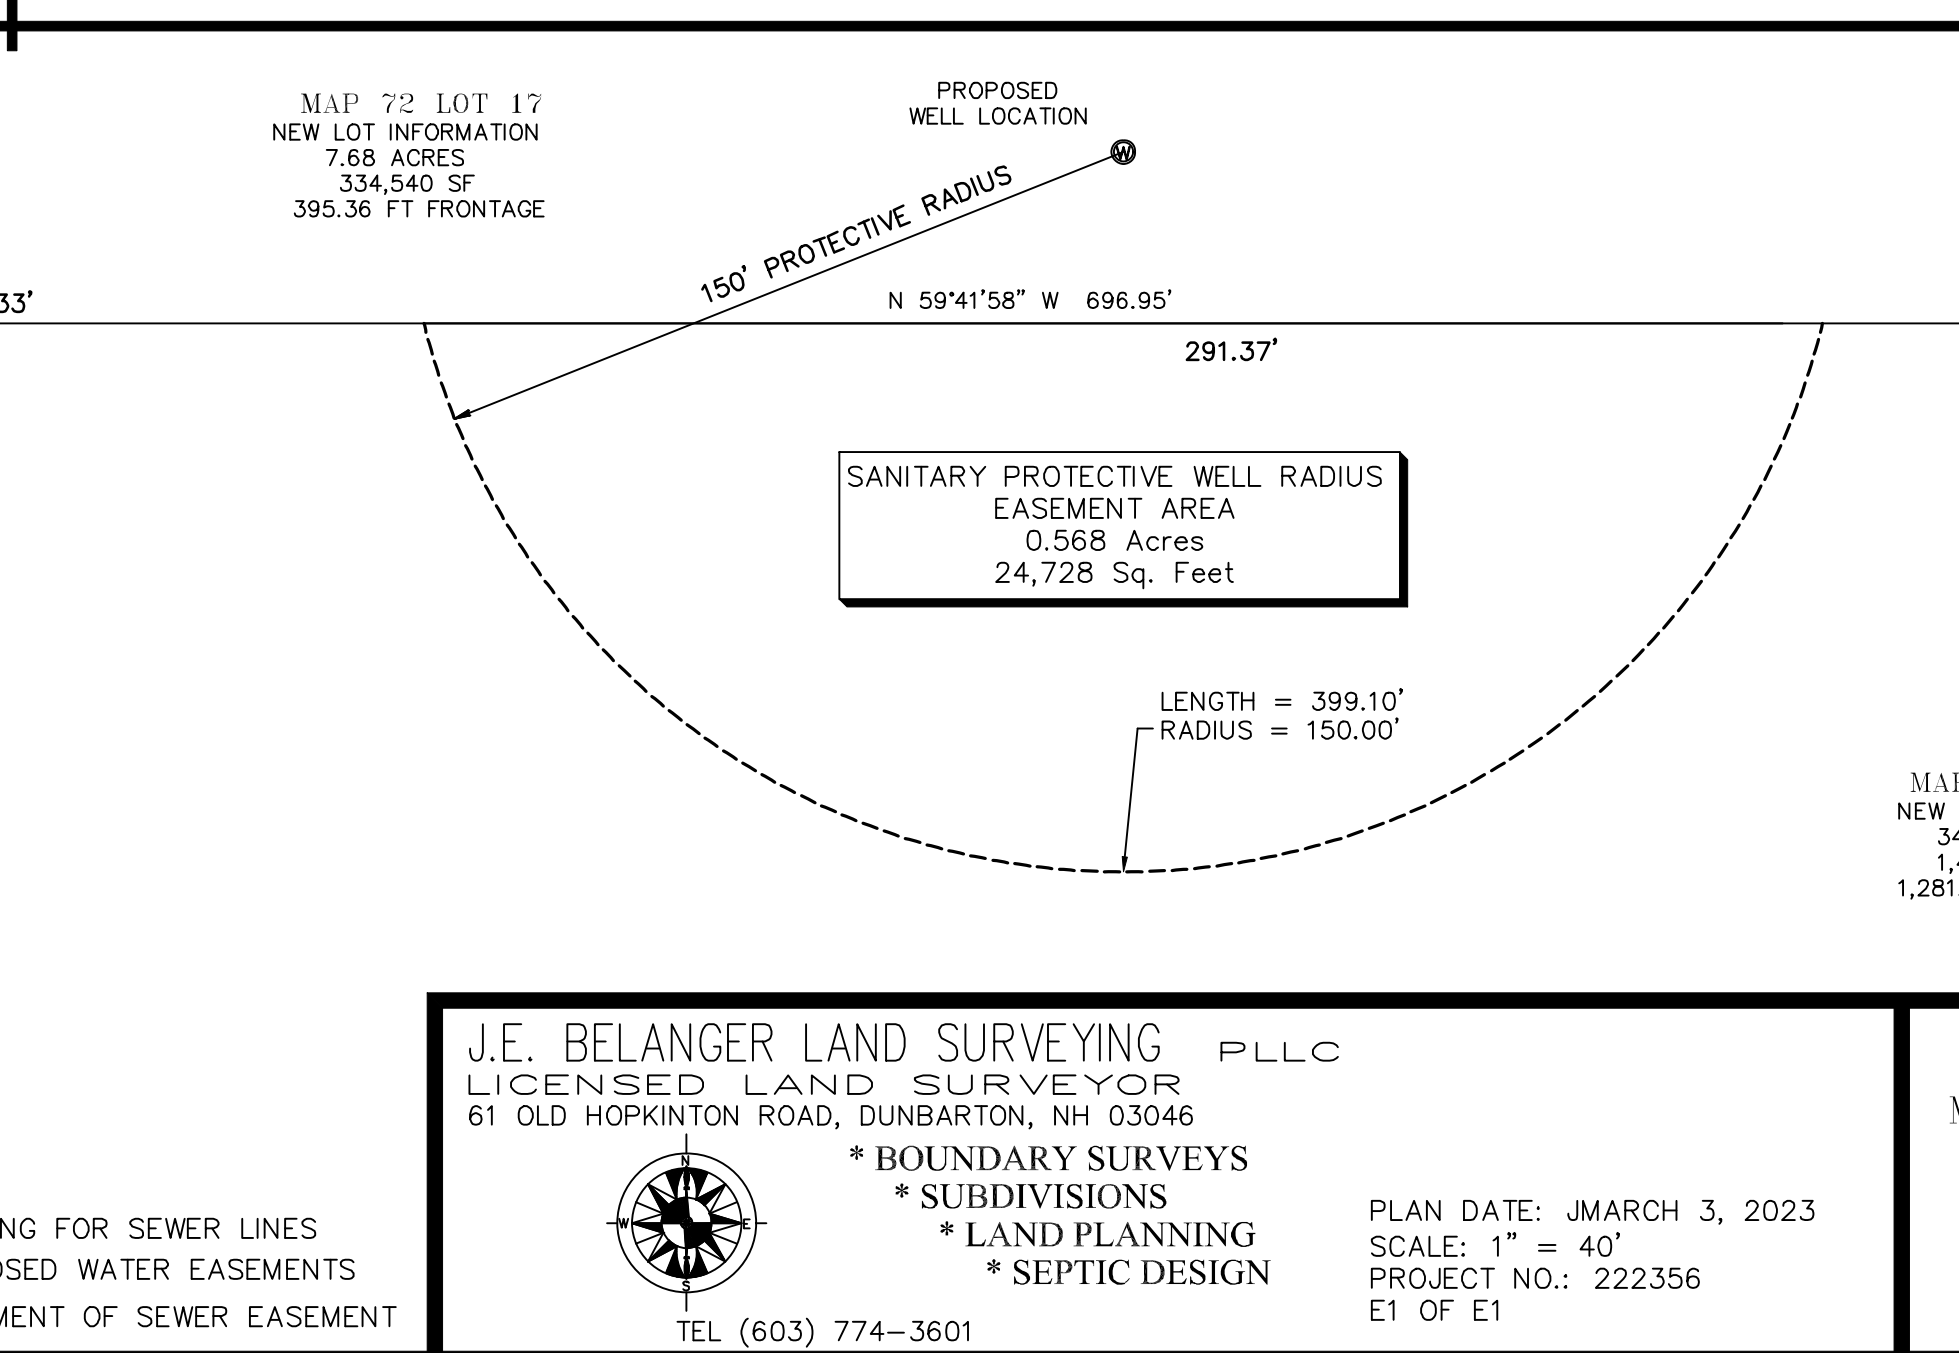 MAP 72 LOT 17
NEW LOT INFORMATION
7.68 ACRES
334,540 SF
395.36 FT FRONTAGE
PROPOSED
WELL LOCATION
W
150' PROTECTIVE RADIUS
33'
N 59°41'58" W 696.95'
291.37'
SANITARY PROTECTIVE WELL RADIUS
EASEMENT AREA
0.568 Acres
24,728 Sq. Feet
LENGTH = 399.10'
RADIUS = 150.00'
NEW
34
1,281
J.E. BELANGER LAND SURVEYING PLLC
LICENSED LAND SURVEYOR
61 OLD HOPKINTON ROAD, DUNBARTON, NH 03046
* BOUNDARY SURVEYS
* SUBDIVISIONS
* LAND PLANNING
* SEPTIC DESIGN
N
W
E
S
TEL (603) 774-3601
PLAN DATE: JMARCH 3, 2023
SCALE: 1" = 40'
PROJECT NO.: 222356
E1 OF E1
NG FOR SEWER LINES
OSED WATER EASEMENTS
MENT OF SEWER EASEMENT